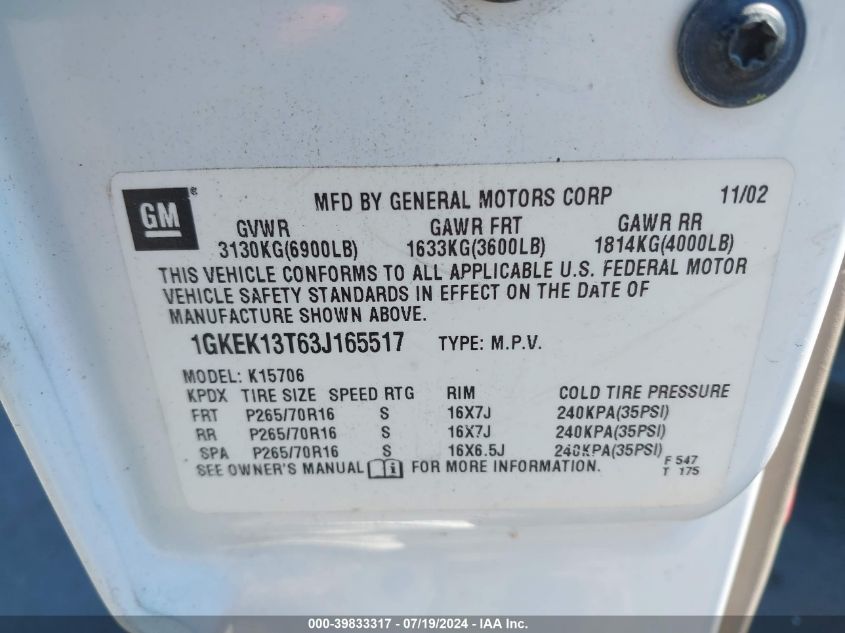 GM ® MFD BY GENERAL MOTORS CORP 11/02
GVWR GAWR FRT GAWR RR
3130KG(6900LB) 1633KG(3600LB) 1814KG(4000LB)
THIS VEHICLE CONFORMS TO ALL APPLICABLE U.S. FEDERAL MOTOR
VEHICLE SAFETY STANDARDS IN EFFECT ON THE DATE OF
MANUFACTURE SHOWN ABOVE.
1GKEK13T63J165517 TYPE: M.P.V.
MODEL: K15706
KPDX TIRE SIZE SPEED RTG RIM COLD TIRE PRESSURE
FRT P265/70R16 S 16X7J 240KPA(35PSI)
RR P265/70R16 S 16X7J 240KPA(35PSI)
SPA P265/70R16 S 16X6.5J 240KPA(35PSI)
SEE OWNER'S MANUAL i FOR MORE INFORMATION. F 547
T 175
000-39833317 - 07/19/2024 - IAA Inc.